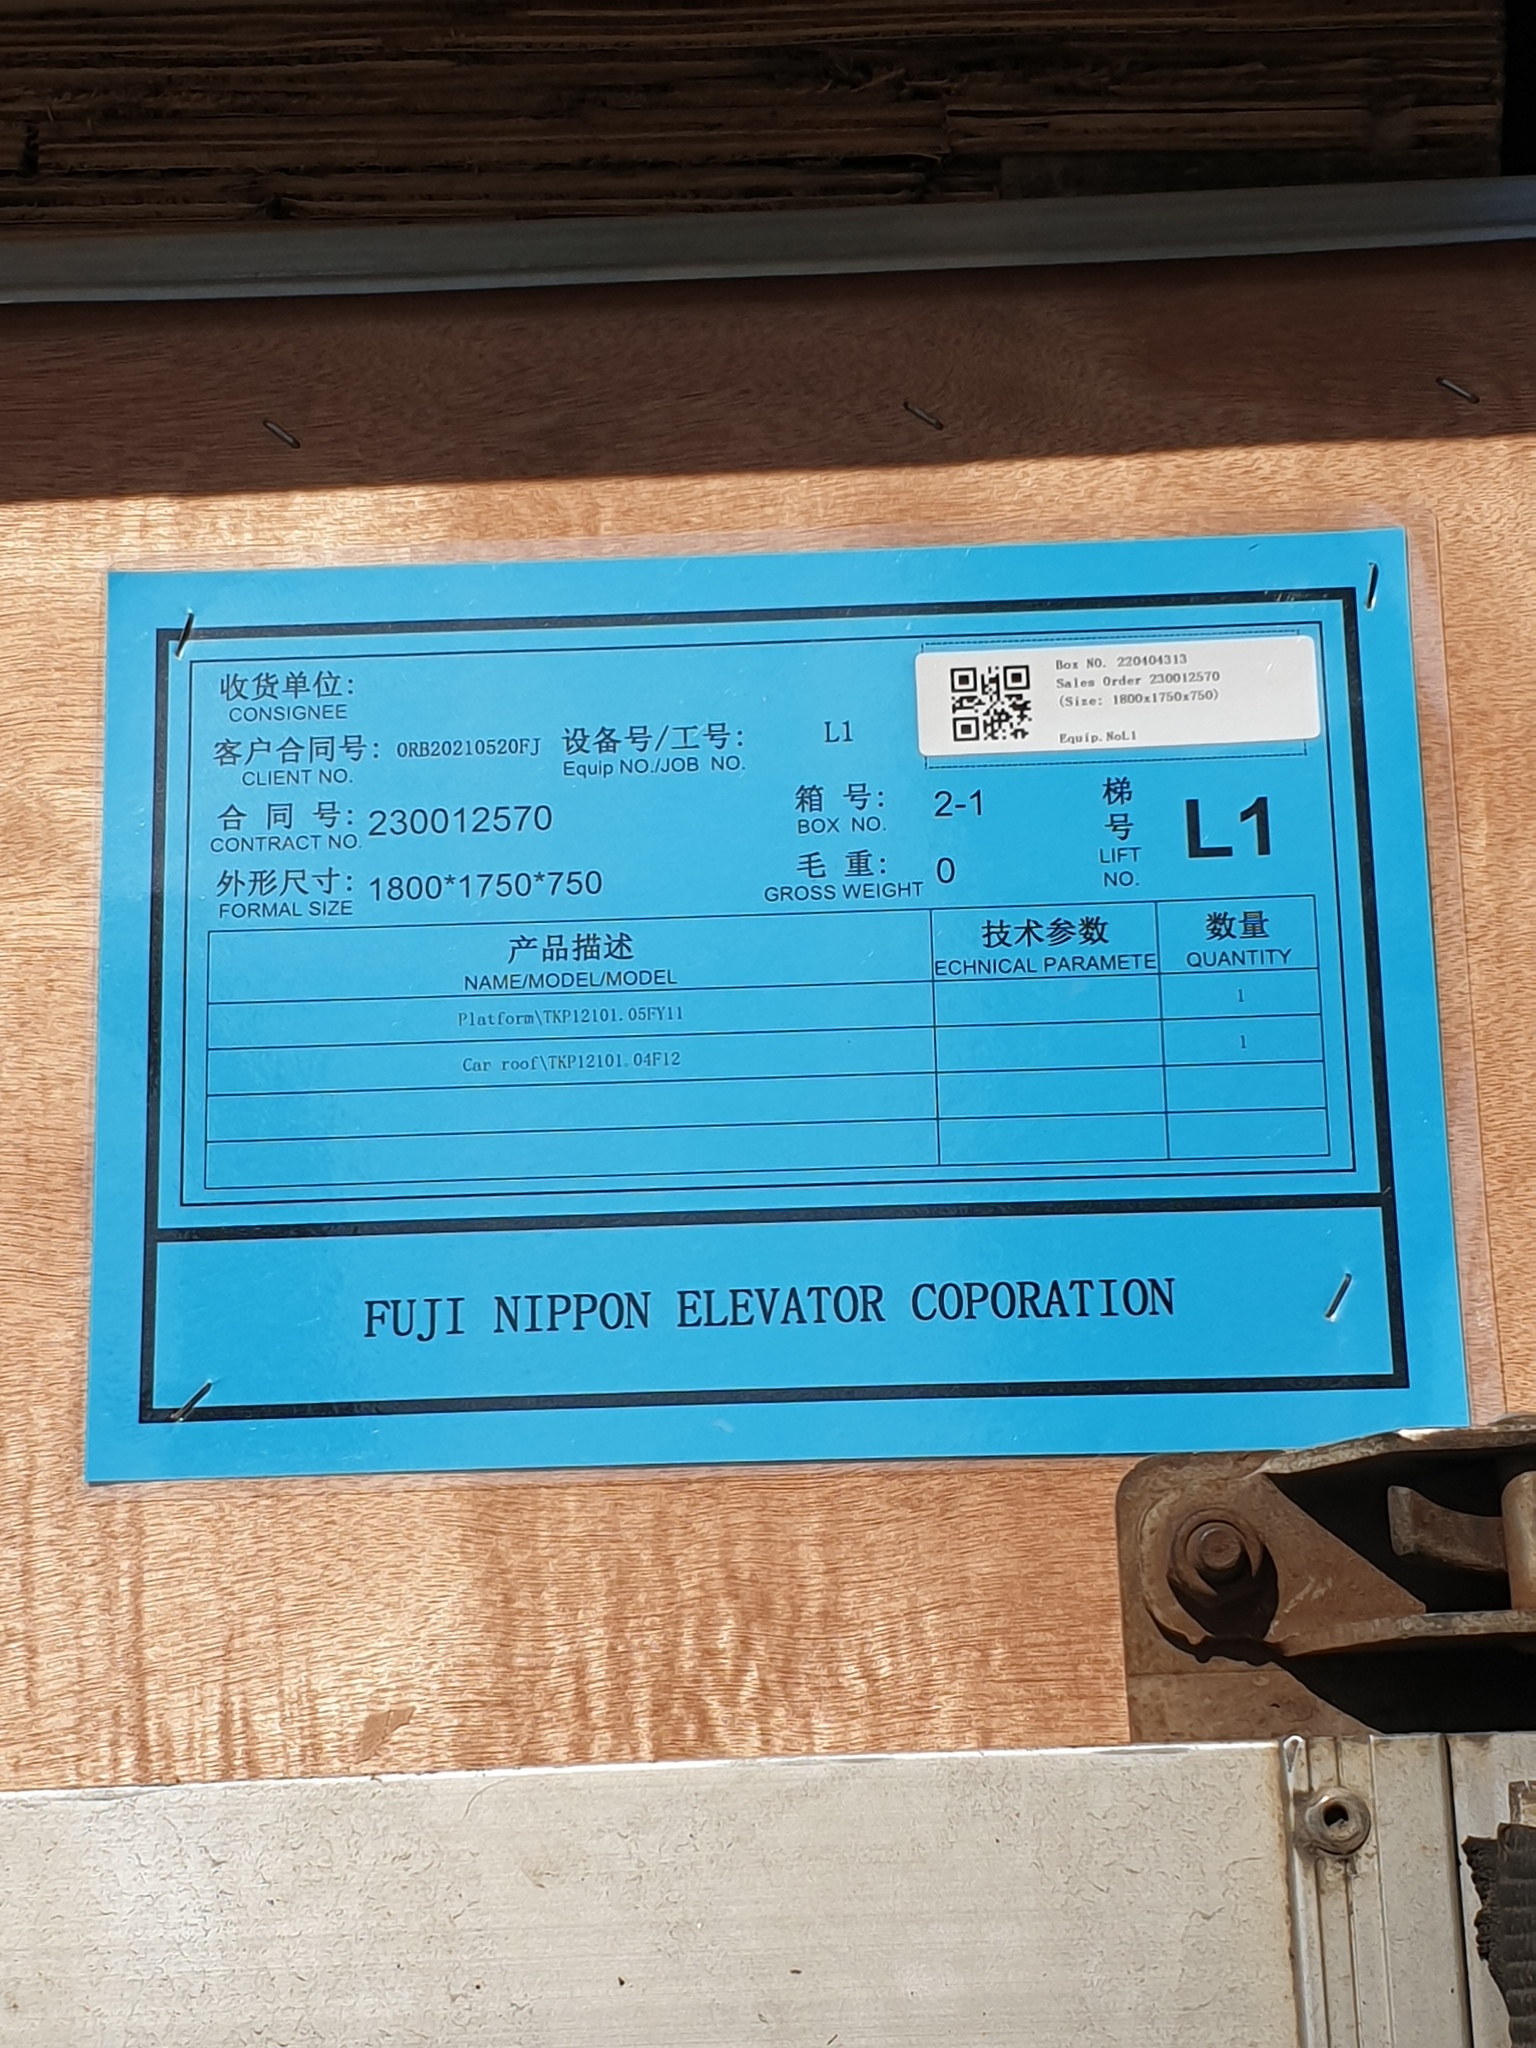 收货单位:
CONSIGNEE
Box NO. 220404313
Sales Order 230012570
(Size: 1800x1750x750)
Equip.NoL1
客户合同号: ORB20210520FJ 设备号/工号: L1
CLIENT NO. Equip NO./JOB NO.
合 同 号: 230012570 箱 号: 2-1
CONTRACT NO. BOX NO.
梯号 L1
LIFT NO.
外形尺寸: 1800*1750*750 毛 重: 0
FORMAL SIZE GROSS WEIGHT
产品描述 技术参数 数量
NAME/MODEL/MODEL ECHNICAL PARAMETE QUANTITY
Platform\TKP12101.05FY11 1
Car roof\TKP12101.04F12 1
FUJI NIPPON ELEVATOR COPORATION